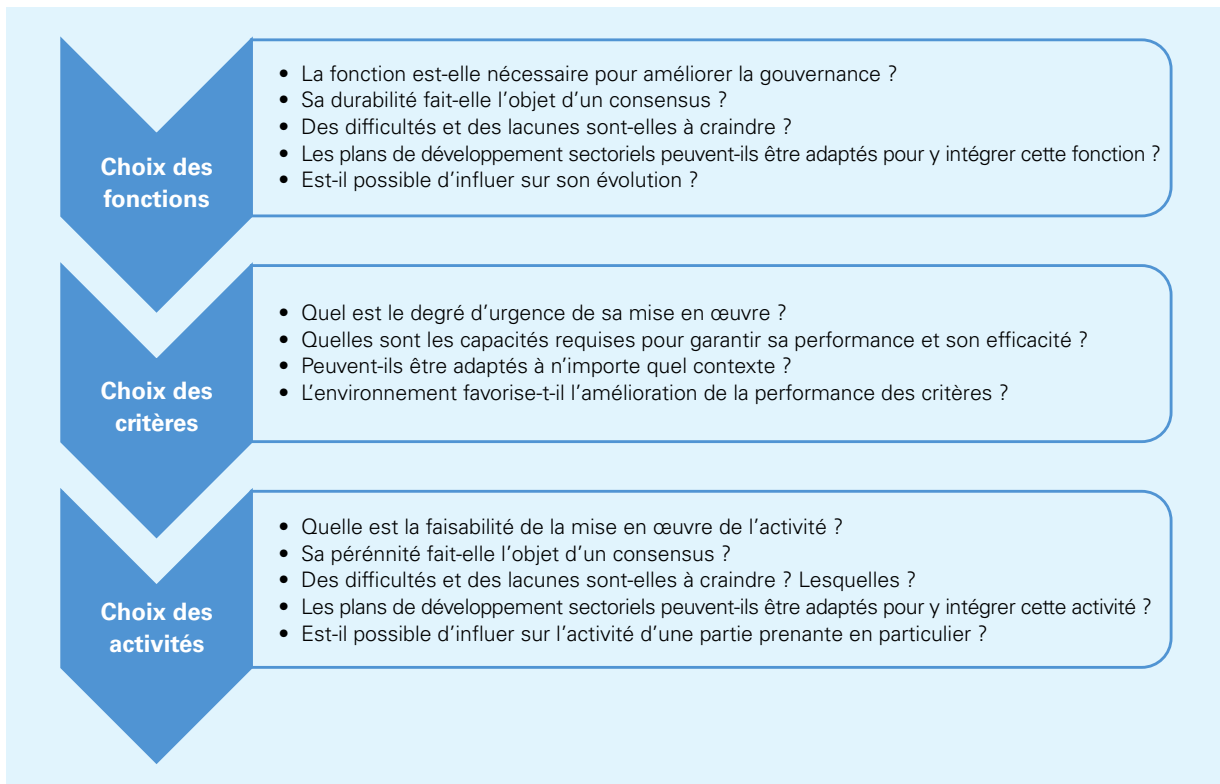 Choix des
fonctions
• La fonction est-elle nécessaire pour améliorer la gouvernance ?
• Sa durabilité fait-elle l’objet d’un consensus ?
• Des difficultés et des lacunes sont-elles à craindre ?
• Les plans de développement sectoriels peuvent-ils être adaptés pour y intégrer cette fonction ?
• Est-il possible d’influer sur son évolution ?
Choix des
critères
• Quel est le degré d’urgence de sa mise en œuvre ?
• Quelles sont les capacités requises pour garantir sa performance et son efficacité ?
• Peuvent-ils être adaptés à n’importe quel contexte ?
• L’environnement favorise-t-il l’amélioration de la performance des critères ?
Choix des
activités
• Quelle est la faisabilité de la mise en œuvre de l’activité ?
• Sa pérénnité fait-elle l’objet d’un consensus ?
• Des difficultés et des lacunes sont-elles à craindre ? Lesquelles ?
• Les plans de développement sectoriels peuvent-ils être adaptés pour y intégrer cette activité ?
• Est-il possible d’influer sur l’activité d’une partie prenante en particulier ?